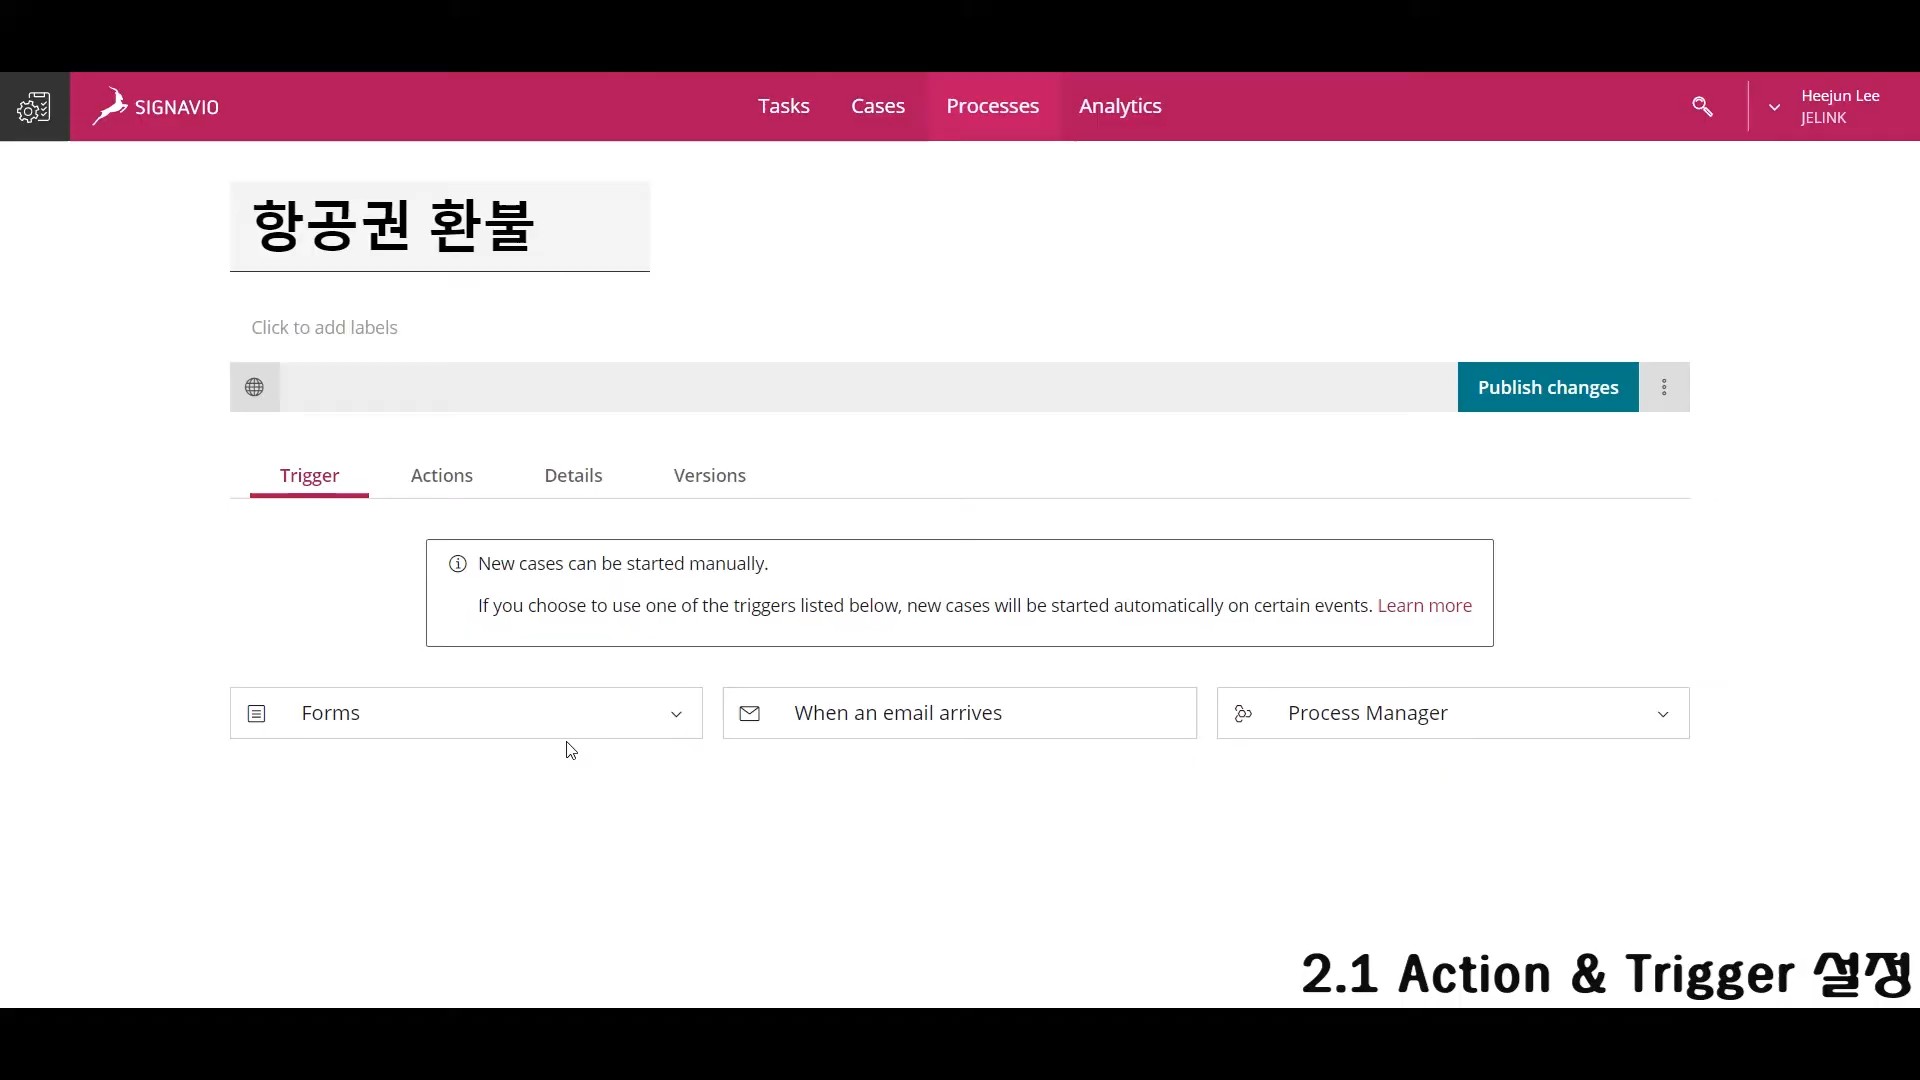 SIGNAVIO
Tasks Cases Processes Analytics
Heejun Lee
JELINK
항공권 환불
Click to add labels
Publish changes
Trigger Actions Details Versions
New cases can be started manually.
If you choose to use one of the triggers listed below, new cases will be started automatically on certain events. Learn more
Forms When an email arrives Process Manager
2.1 Action & Trigger 설정